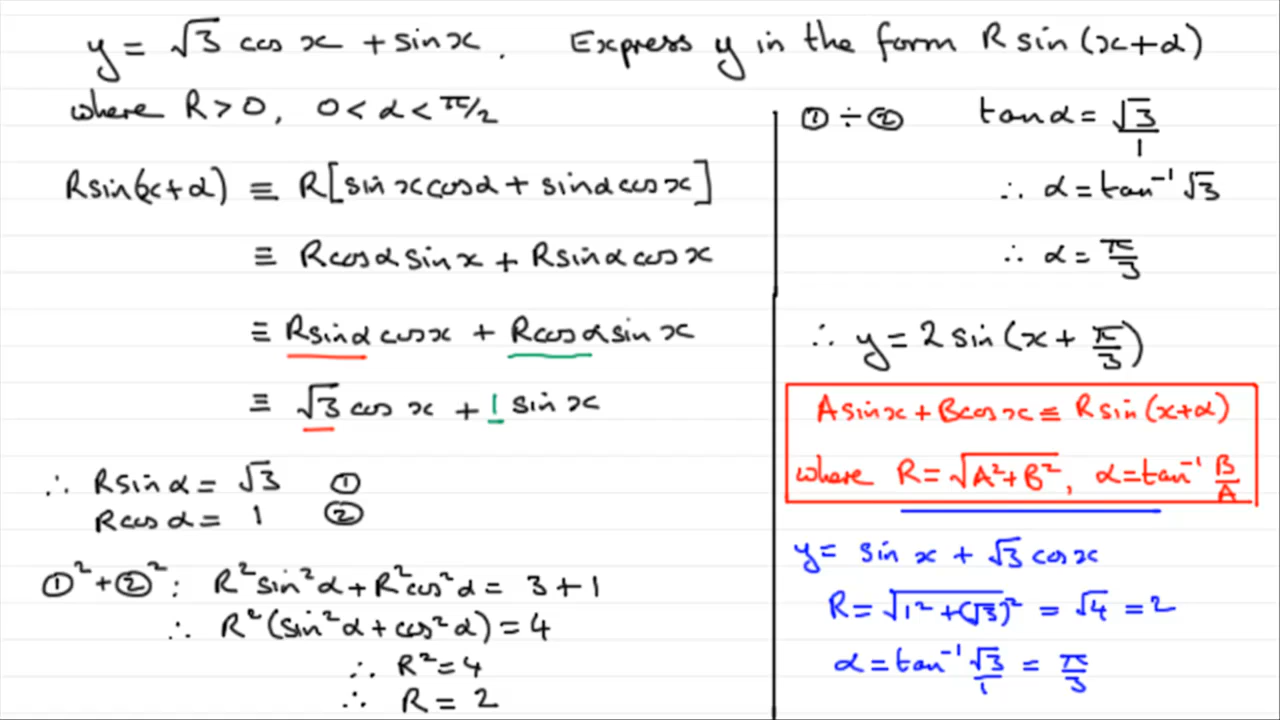 y = √3 cos x + sin x. Express y in the form R sin (x+α)
where R > 0, 0 < α < π/2
R sin(x+α) ≡ R[sin x cos α + sin α cos x]
≡ R cos α sin x + R sin α cos x
≡ R sin α cos x + R cos α sin x
≡ √3 cos x + 1 sin x
∴ R sin α = √3 ①
R cos α = 1 ②
①² + ②² : R² sin² α + R² cos² α = 3 + 1
∴ R² (sin² α + cos² α) = 4
∴ R² = 4
∴ R = 2
① ÷ ② tan α = √3/1
∴ α = tan⁻¹ √3
∴ α = π/3
∴ y = 2 sin (x + π/3)
A sin x + B cos x ≡ R sin (x+α)
where R = √(A² + B²), α = tan⁻¹ B/A
y = sin x + √3 cos x
R = √(1² + (√3)²) = √4 = 2
α = tan⁻¹ √3/1 = π/3